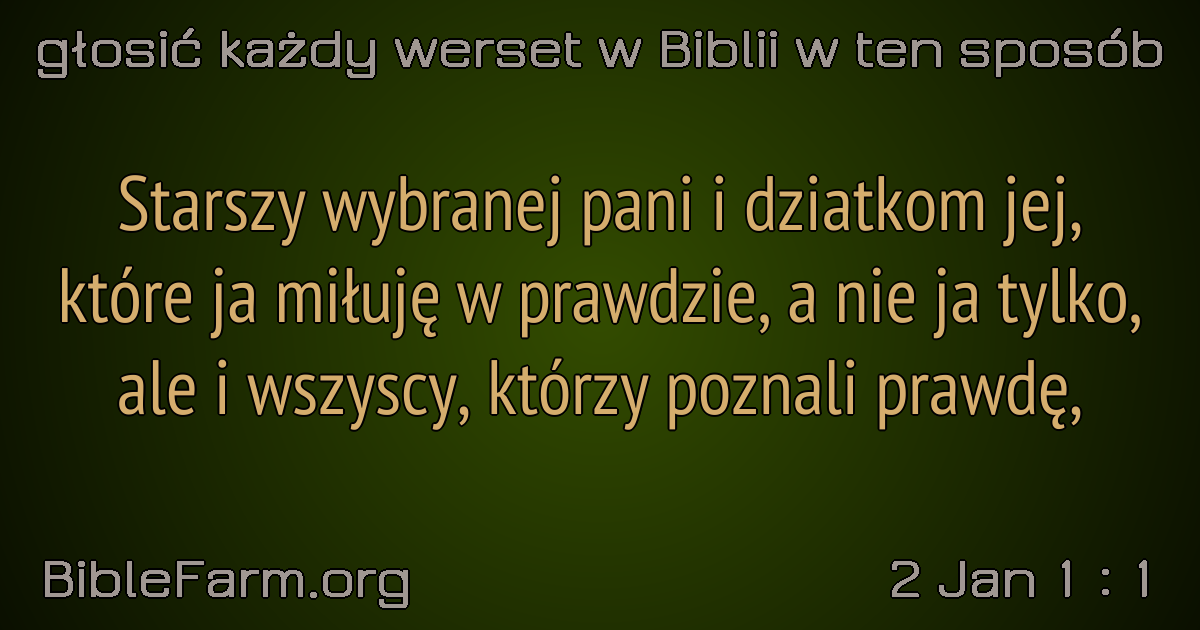 głosić każdy werset w Biblii w ten sposób
Starszy wybranej pani i dziatkom jej,
które ja miłuję w prawdzie, a nie ja tylko,
ale i wszyscy, którzy poznali prawdę,
BibleFarm.org
2 Jan 1 : 1